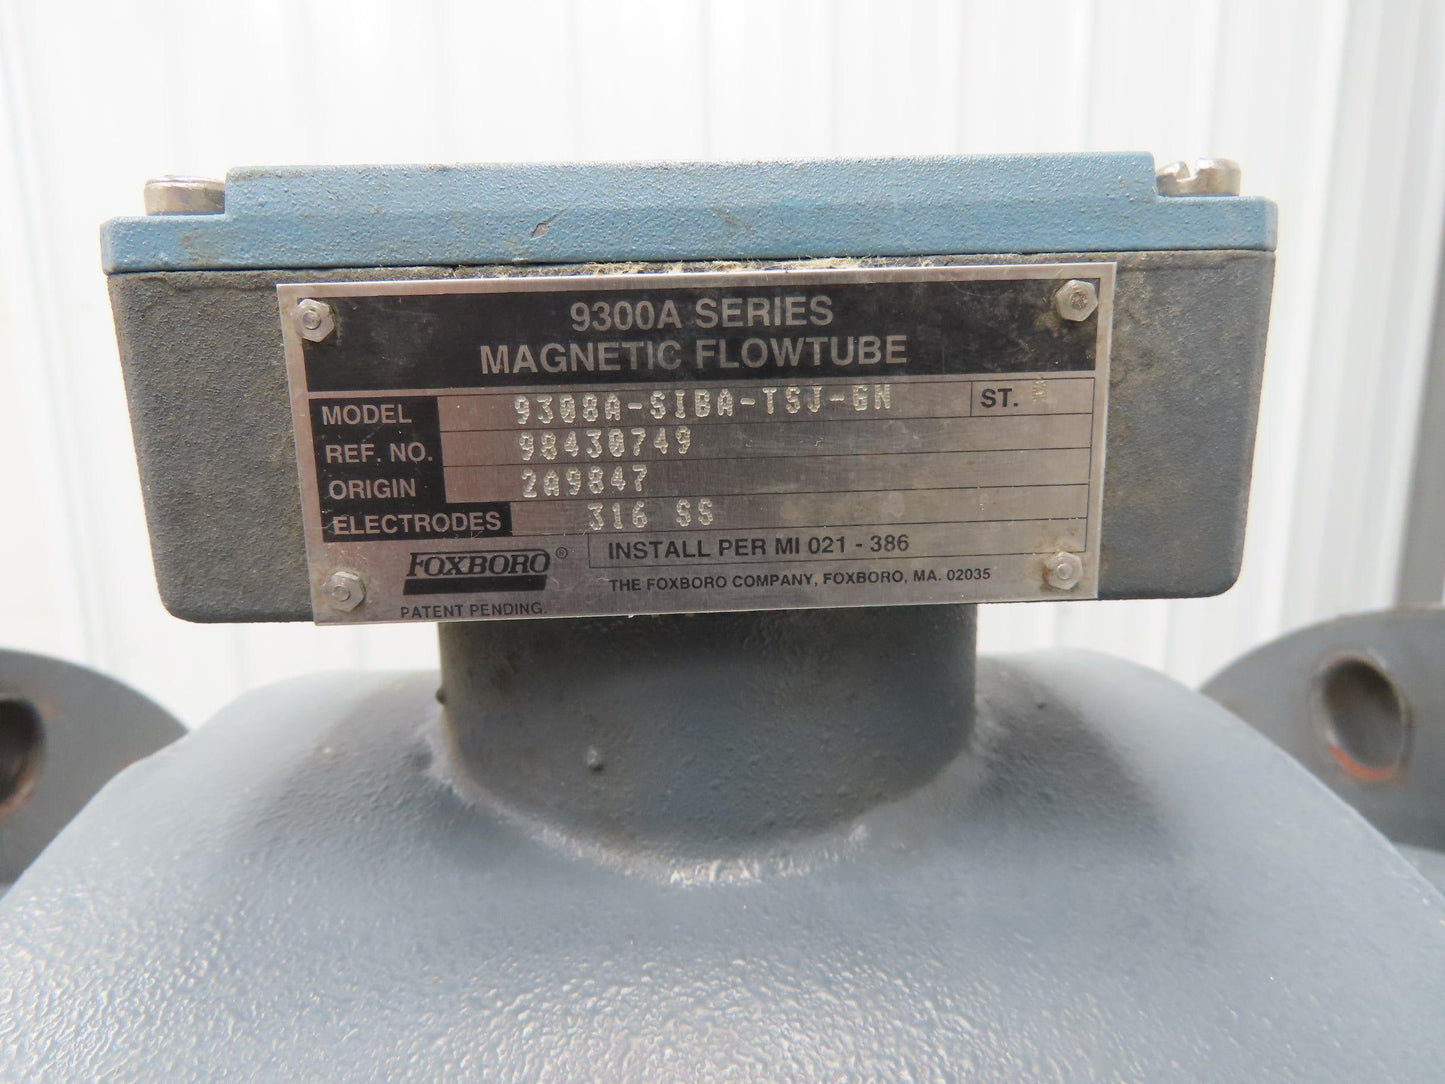 9300A SERIES
MAGNETIC FLOWTUBE
MODEL 9308A-SIBA-TSJ-GN ST.
REF. NO. 98430749
ORIGIN 2A9847
ELECTRODES 316 SS
FOXBORO® INSTALL PER MI 021 - 386
THE FOXBORO COMPANY, FOXBORO, MA. 02035
PATENT PENDING.